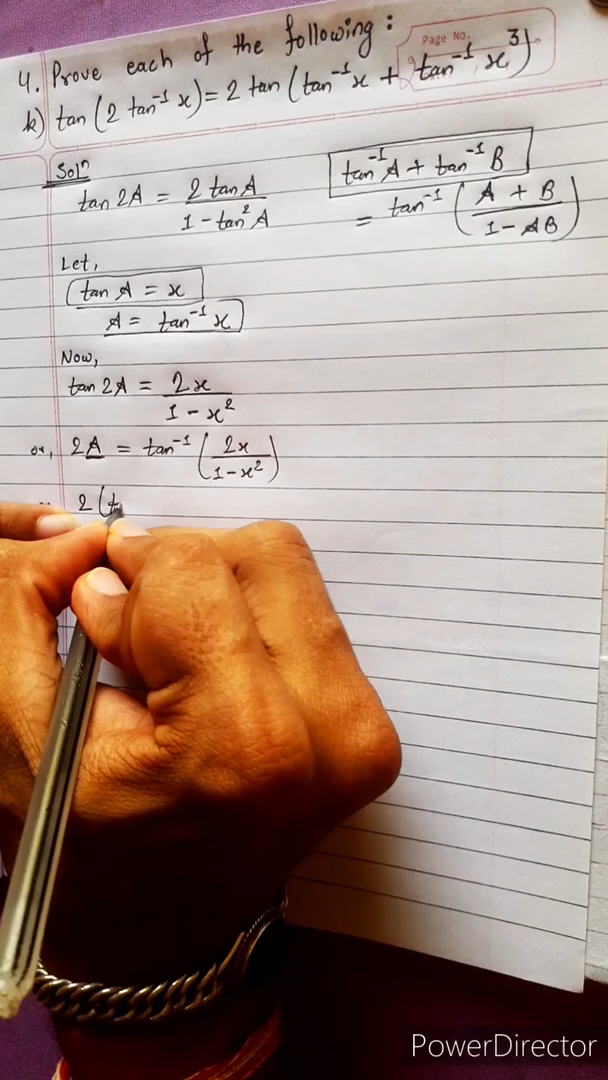 Page No.
4. Prove each of the following :
k) tan (2 tan⁻¹ x) = 2 tan (tan⁻¹ x + tan⁻¹ x³)
Solⁿ
tan 2A = 2 tan A / 1 - tan² A
tan⁻¹ A + tan⁻¹ B
= tan⁻¹ (A + B / 1 - AB)
Let,
tan A = x
A = tan⁻¹ x
Now,
tan 2A = 2x / 1 - x²
or, 2A = tan⁻¹ (2x / 1 - x²)
2 (t
PowerDirector